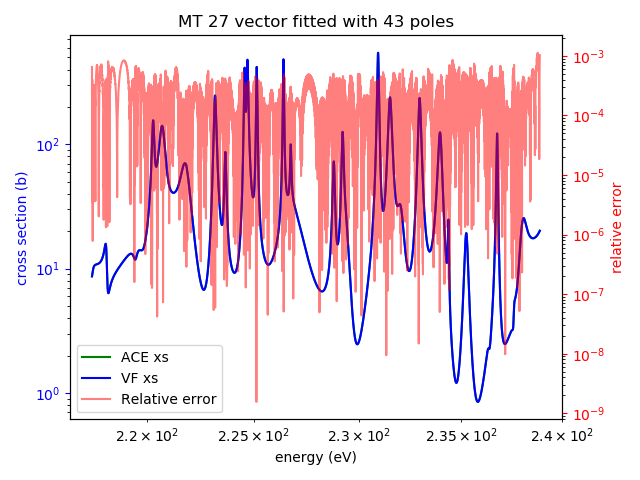 MT 27 vector fitted with 43 poles
cross section (b)
10²
10¹
10⁰
10⁻³
10⁻⁴
10⁻⁵
10⁻⁶
10⁻⁷
10⁻⁸
10⁻⁹
relative error
ACE xs
VF xs
Relative error
2.2 × 10² 2.25 × 10² 2.3 × 10² 2.35 × 10² 2.4 × 10²
energy (eV)